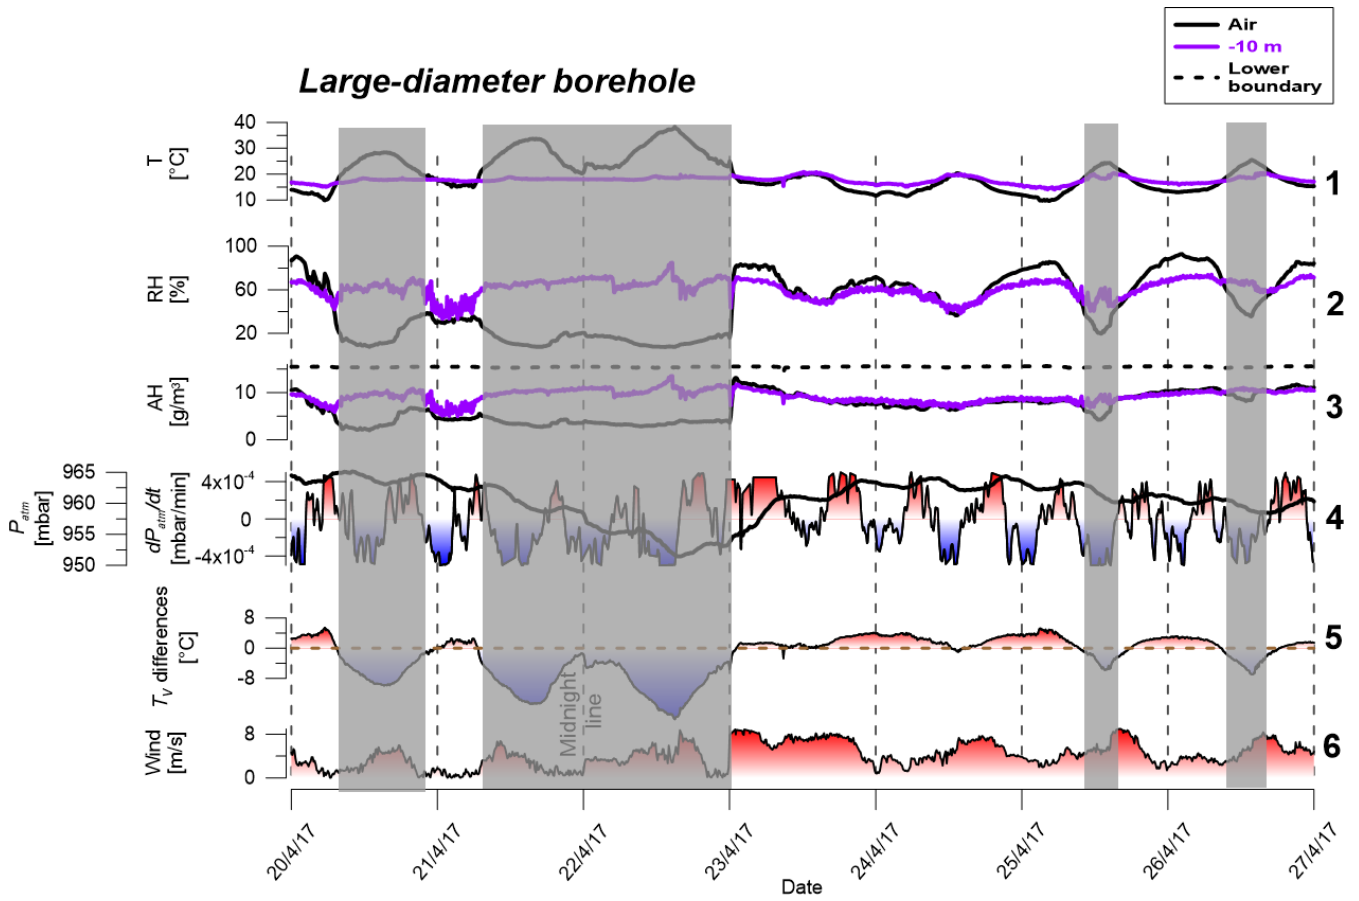 Air
-10 m
Lower
boundary
Large-diameter borehole
T
[°C]
40
30
20
10
1
RH
[%]
100
60
20
2
AH
[g/m³]
10
0
3
P atm
[mbar]
965
960
955
950
dP atm/dt
[mbar/min]
4x10⁻⁴
0
-4x10⁻⁴
4
T V differences
[°C]
8
0
-8
5
Midnight
line
Wind
[m/s]
8
0
6
20/4/17
21/4/17
22/4/17
23/4/17
24/4/17
25/4/17
26/4/17
27/4/17
Date